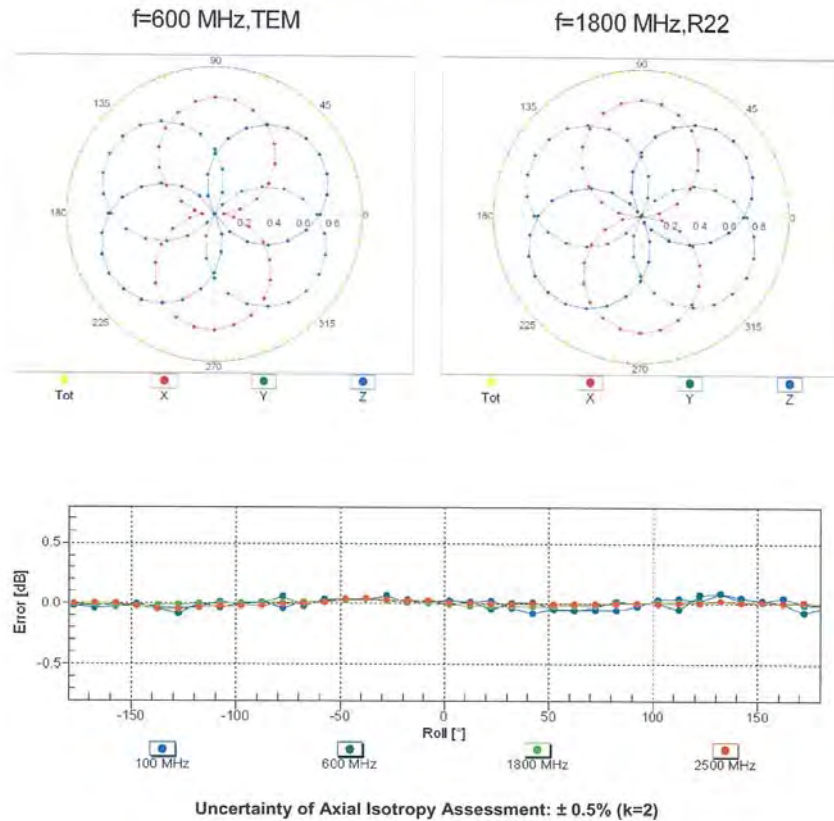 f=600 MHz,TEM
f=1800 MHz,R22
90
135
45
180
0.2 0.4 0.6 0.8
0
225
315
270
Tot X Y Z
90
135
45
180
0.2 0.4 0.6 0.8
0
225
315
270
Tot X Y Z
Error [dB]
0.5
0.0
-0.5
-150 -100 -50 0 50 100 150
Roll [°]
100 MHz 600 MHz 1800 MHz 2500 MHz
Uncertainty of Axial Isotropy Assessment: ± 0.5% (k=2)